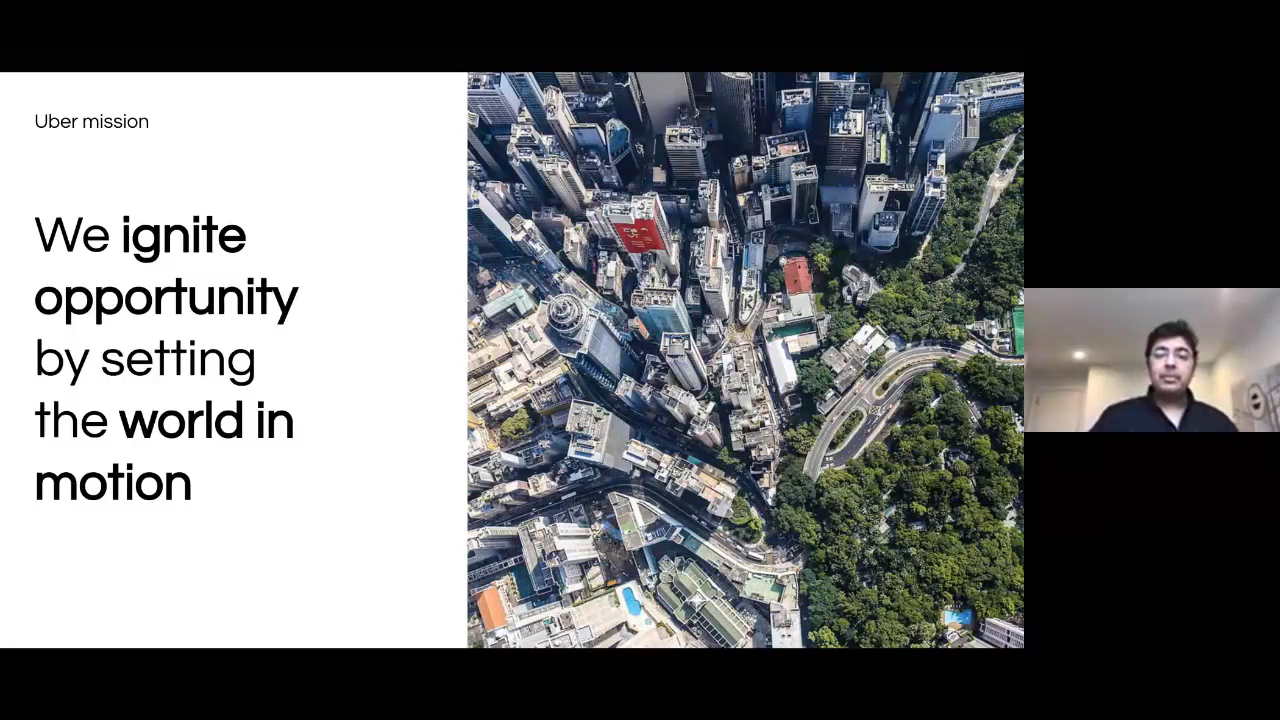 Uber mission
We ignite
opportunity
by setting
the world in
motion